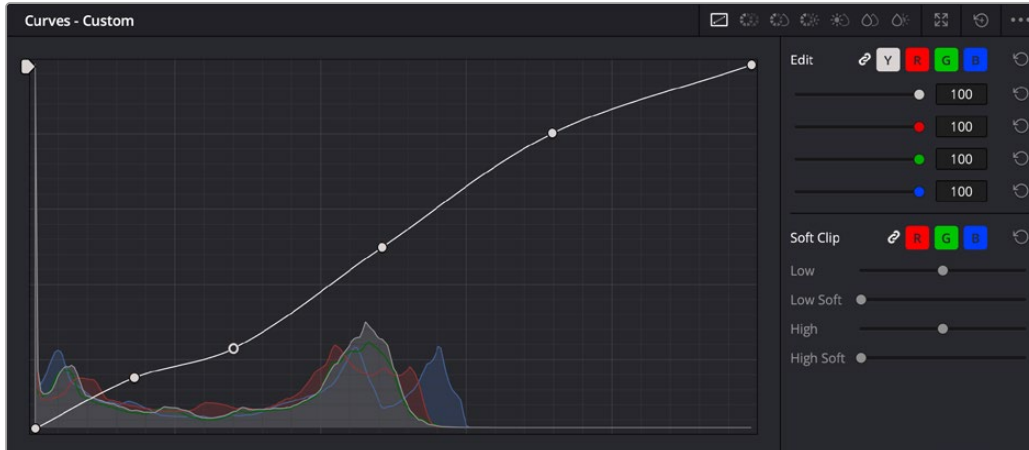 Curves - Custom
Edit Y R G B
100
100
100
100
Soft Clip R G B
Low
Low Soft
High
High Soft